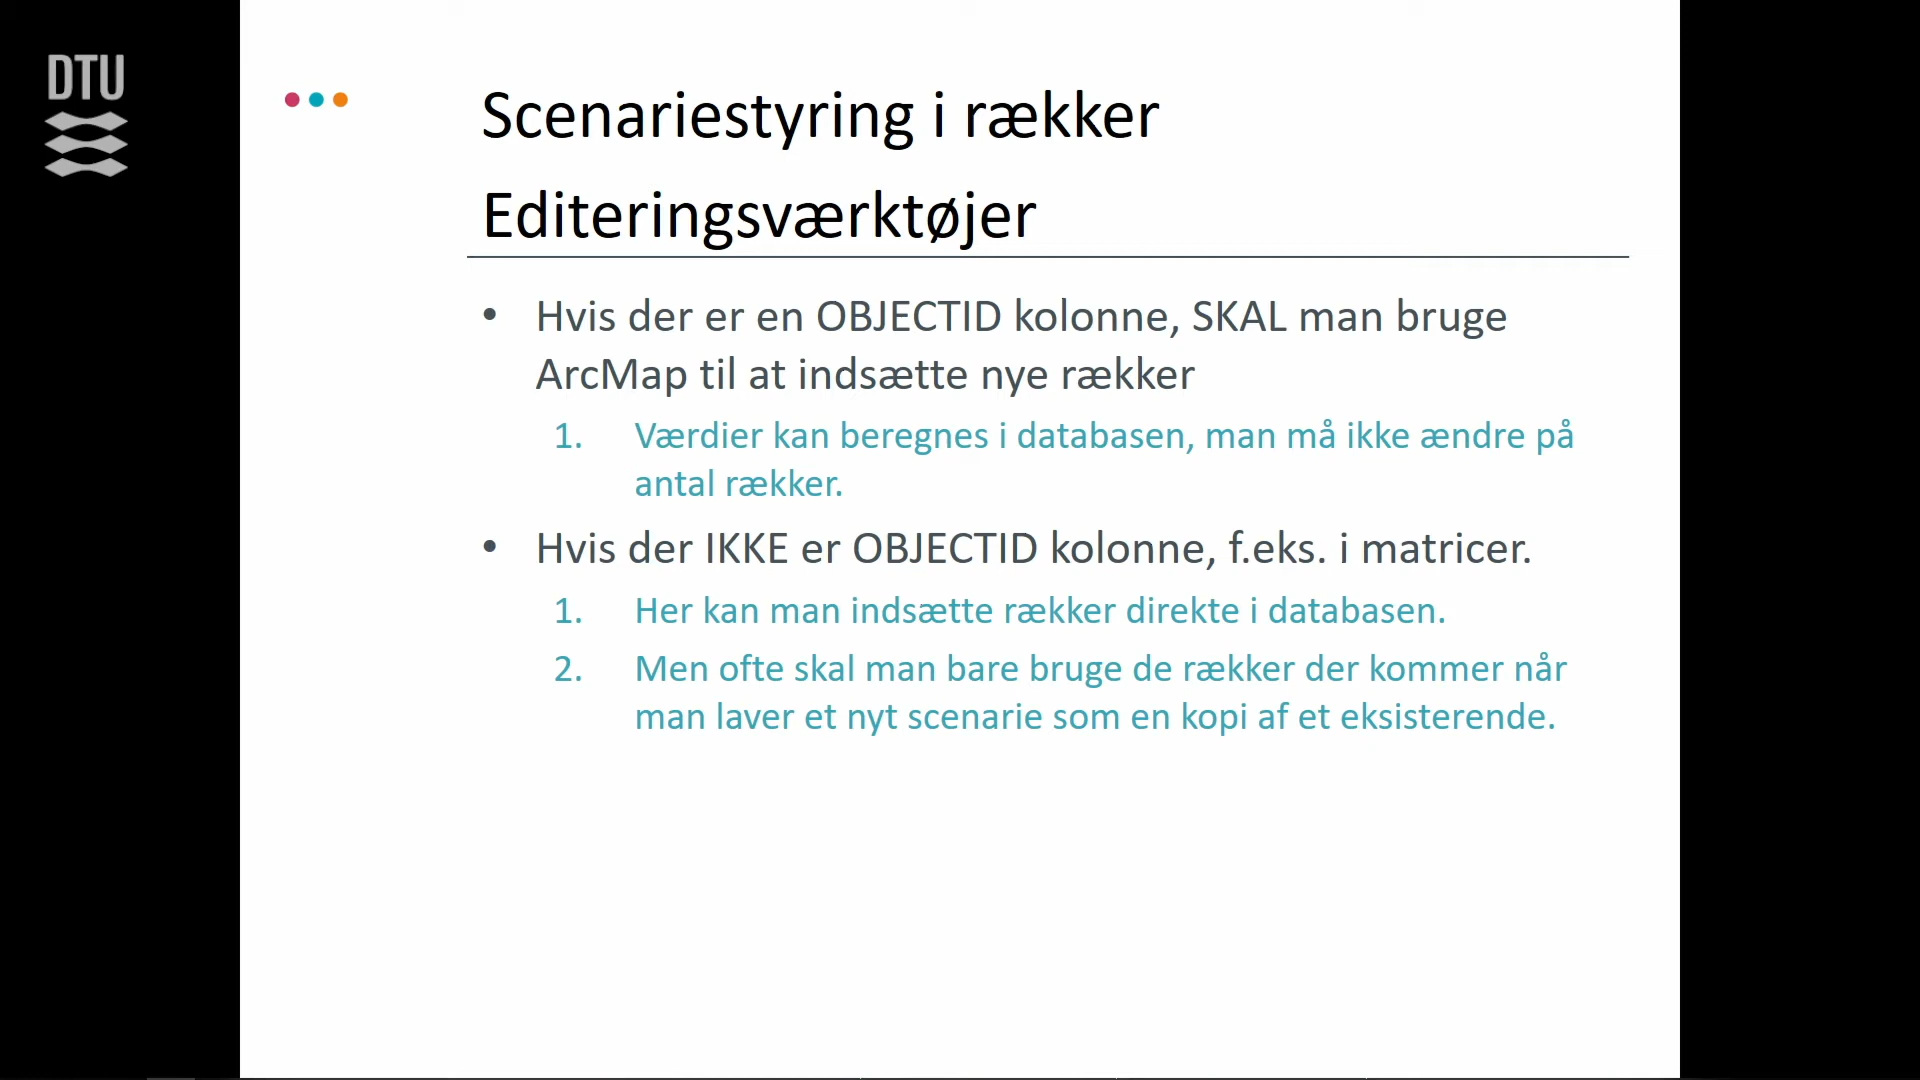 DTU
Scenariestyring i rækker
Editeringsværktøjer
• Hvis der er en OBJECTID kolonne, SKAL man bruge
ArcMap til at indsætte nye rækker
1. Værdier kan beregnes i databasen, man må ikke ændre på
antal rækker.
• Hvis der IKKE er OBJECTID kolonne, f.eks. i matricer.
1. Her kan man indsætte rækker direkte i databasen.
2. Men ofte skal man bare bruge de rækker der kommer når
man laver et nyt scenarie som en kopi af et eksisterende.